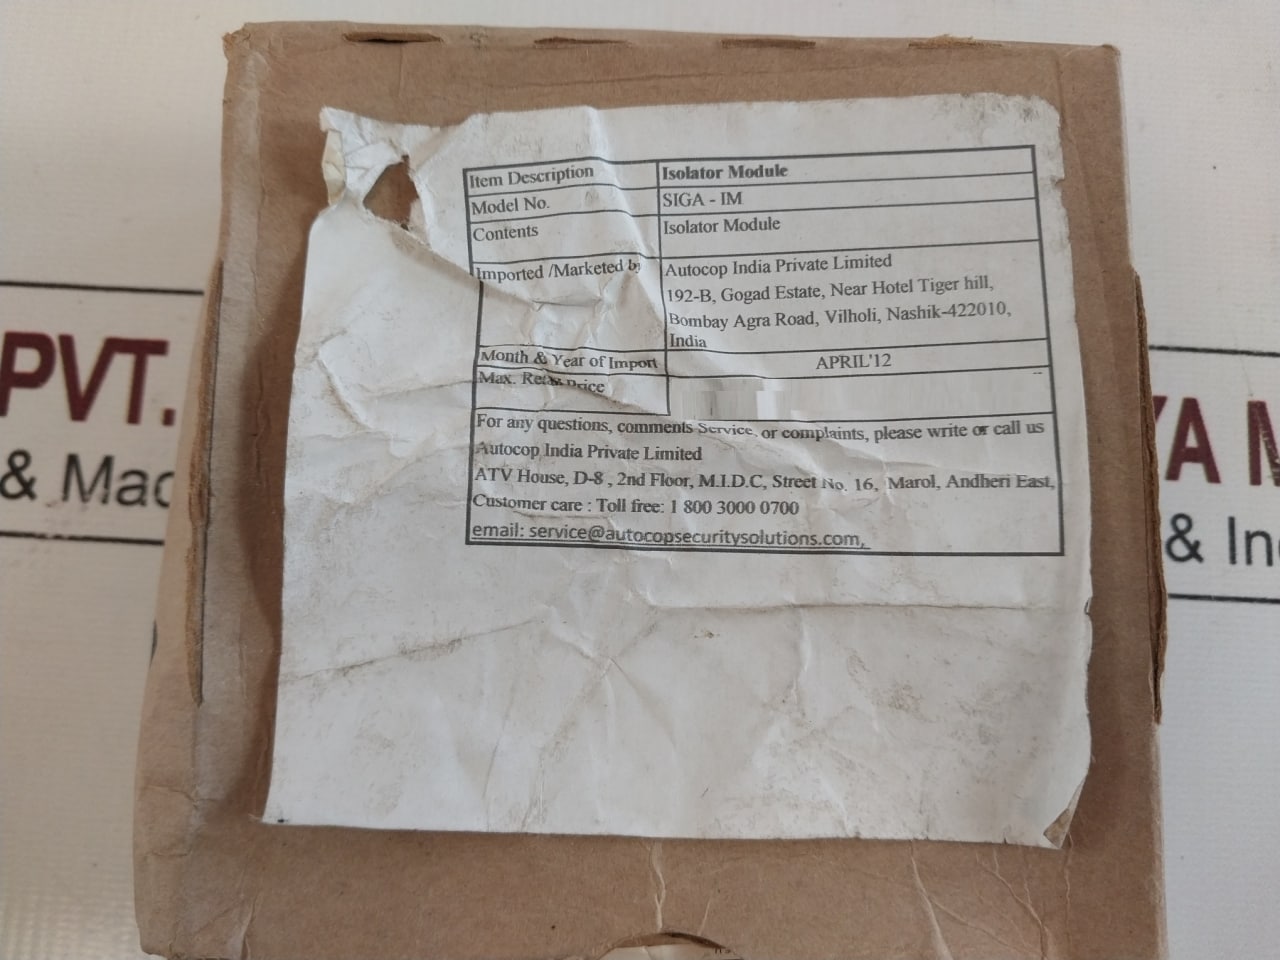 Item Description Isolator Module
Model No. SIGA - IM
Contents Isolator Module
Imported /Marketed by Autocop India Private Limited
192-B, Gogad Estate, Near Hotel Tiger hill,
Bombay Agra Road, Vilholi, Nashik-422010,
India
Month & Year of Import APRIL'12
Max. Retail Price
For any questions, comments Service, or complaints, please write or call us
Autocop India Private Limited
ATV House, D-8 , 2nd Floor, M.I.D.C, Street No. 16, Marol, Andheri East,
Customer care : Toll free: 1 800 3000 0700
email: service@autocopsecuritysolutions.com,
PVT.
& Mac
YA M
& In